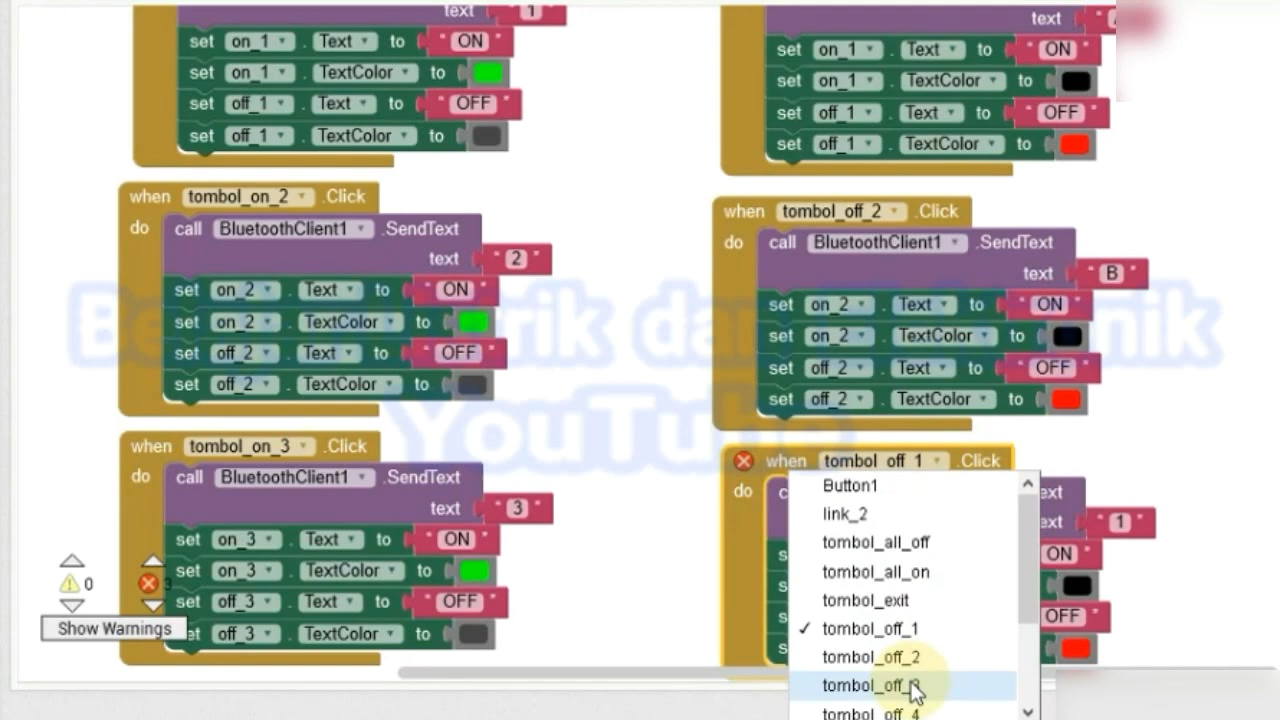 text " 1 "
set on_1 . Text to " ON "
set on_1 . TextColor to
set off_1 . Text to " OFF "
set off_1 . TextColor to
text "
set on_1 . Text to " ON "
set on_1 . TextColor to
set off_1 . Text to " OFF "
set off_1 . TextColor to
when tombol_on_2 .Click
do call BluetoothClient1 .SendText
text " 2 "
set on_2 . Text to " ON "
set on_2 . TextColor to
set off_2 . Text to " OFF "
set off_2 . TextColor to
when tombol_off_2 .Click
do call BluetoothClient1 .SendText
text " B "
set on_2 . Text to " ON "
set on_2 . TextColor to
set off_2 . Text to " OFF "
set off_2 . TextColor to
YouTube
when tombol_on_3 .Click
do call BluetoothClient1 .SendText
text " 3 "
set on_3 . Text to " ON "
set on_3 . TextColor to
set off_3 . Text to " OFF "
set off_3 . TextColor to
0 3
Show Warnings
when tombol_off_1 .Click
do
" 1 "
ON "
OFF "
Button1
link_2
tombol_all_off
tombol_all_on
tombol_exit
✓ tombol_off_1
tombol_off_2
tombol_off_3
tombol_off_4